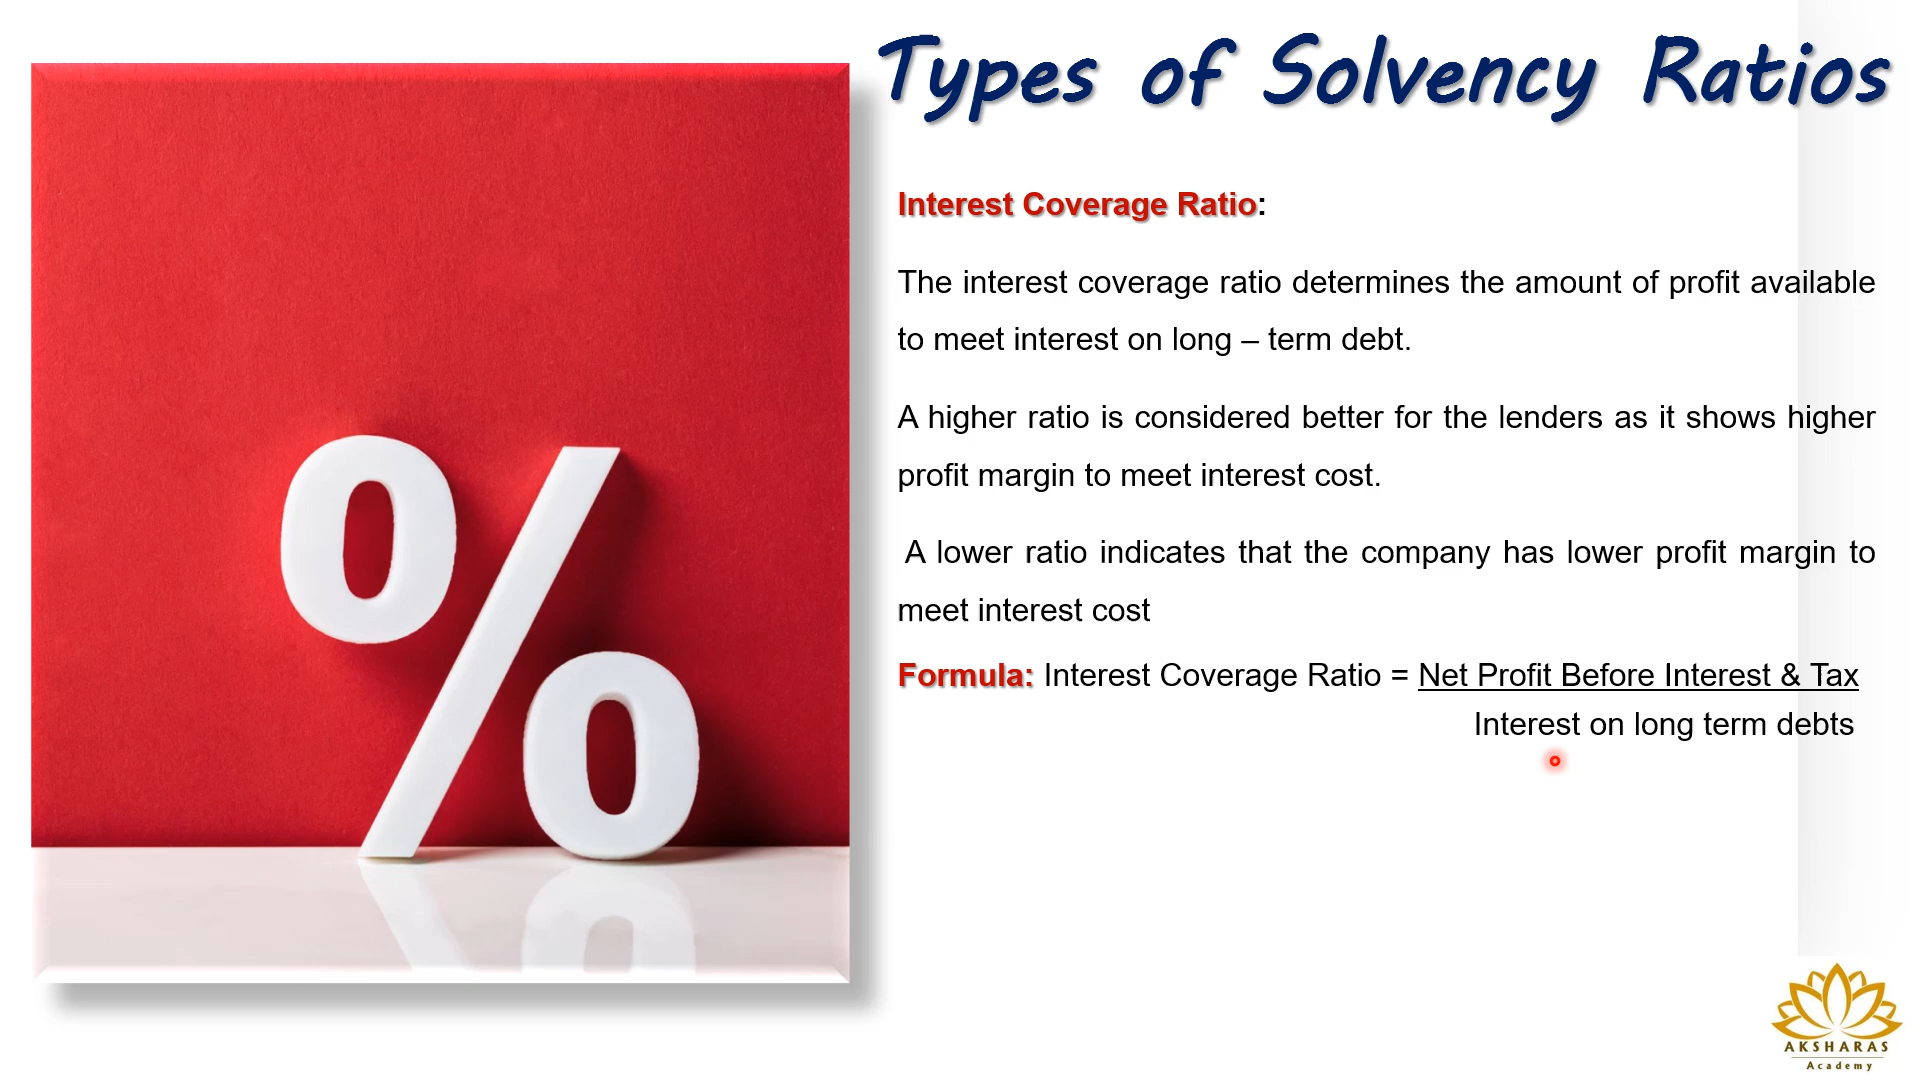 Types of Solvency Ratios
Interest Coverage Ratio:
The interest coverage ratio determines the amount of profit available
to meet interest on long – term debt.
A higher ratio is considered better for the lenders as it shows higher
profit margin to meet interest cost.
A lower ratio indicates that the company has lower profit margin to
meet interest cost
Formula: Interest Coverage Ratio = Net Profit Before Interest & Tax
Interest on long term debts
%
AKSHARAS
Academy